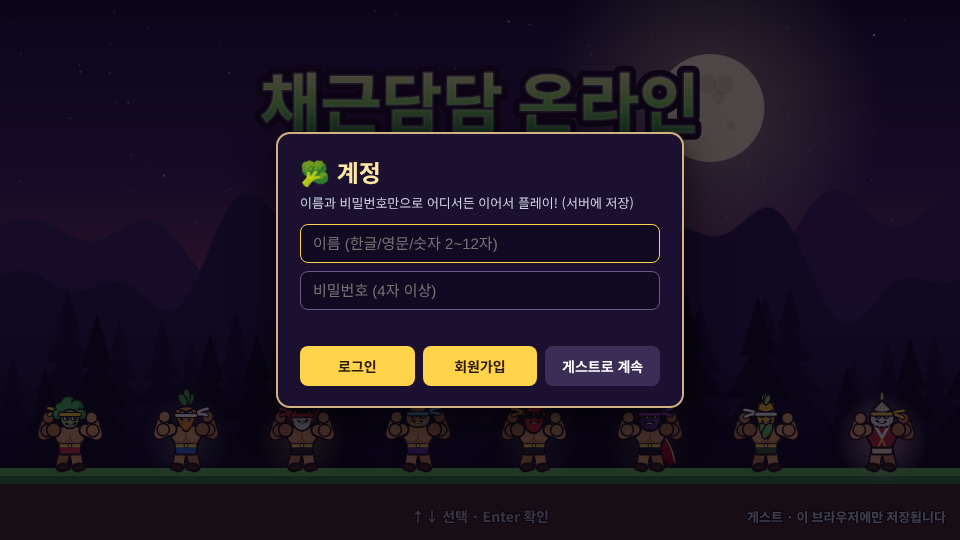 채근담담 온라인
🥦 계정
이름과 비밀번호만으로 어디서든 이어서 플레이! (서버에 저장)
이름 (한글/영문/숫자 2~12자)
비밀번호 (4자 이상)
로그인 회원가입 게스트로 계속
↑↓ 선택 · Enter 확인
게스트 · 이 브라우저에만 저장됩니다